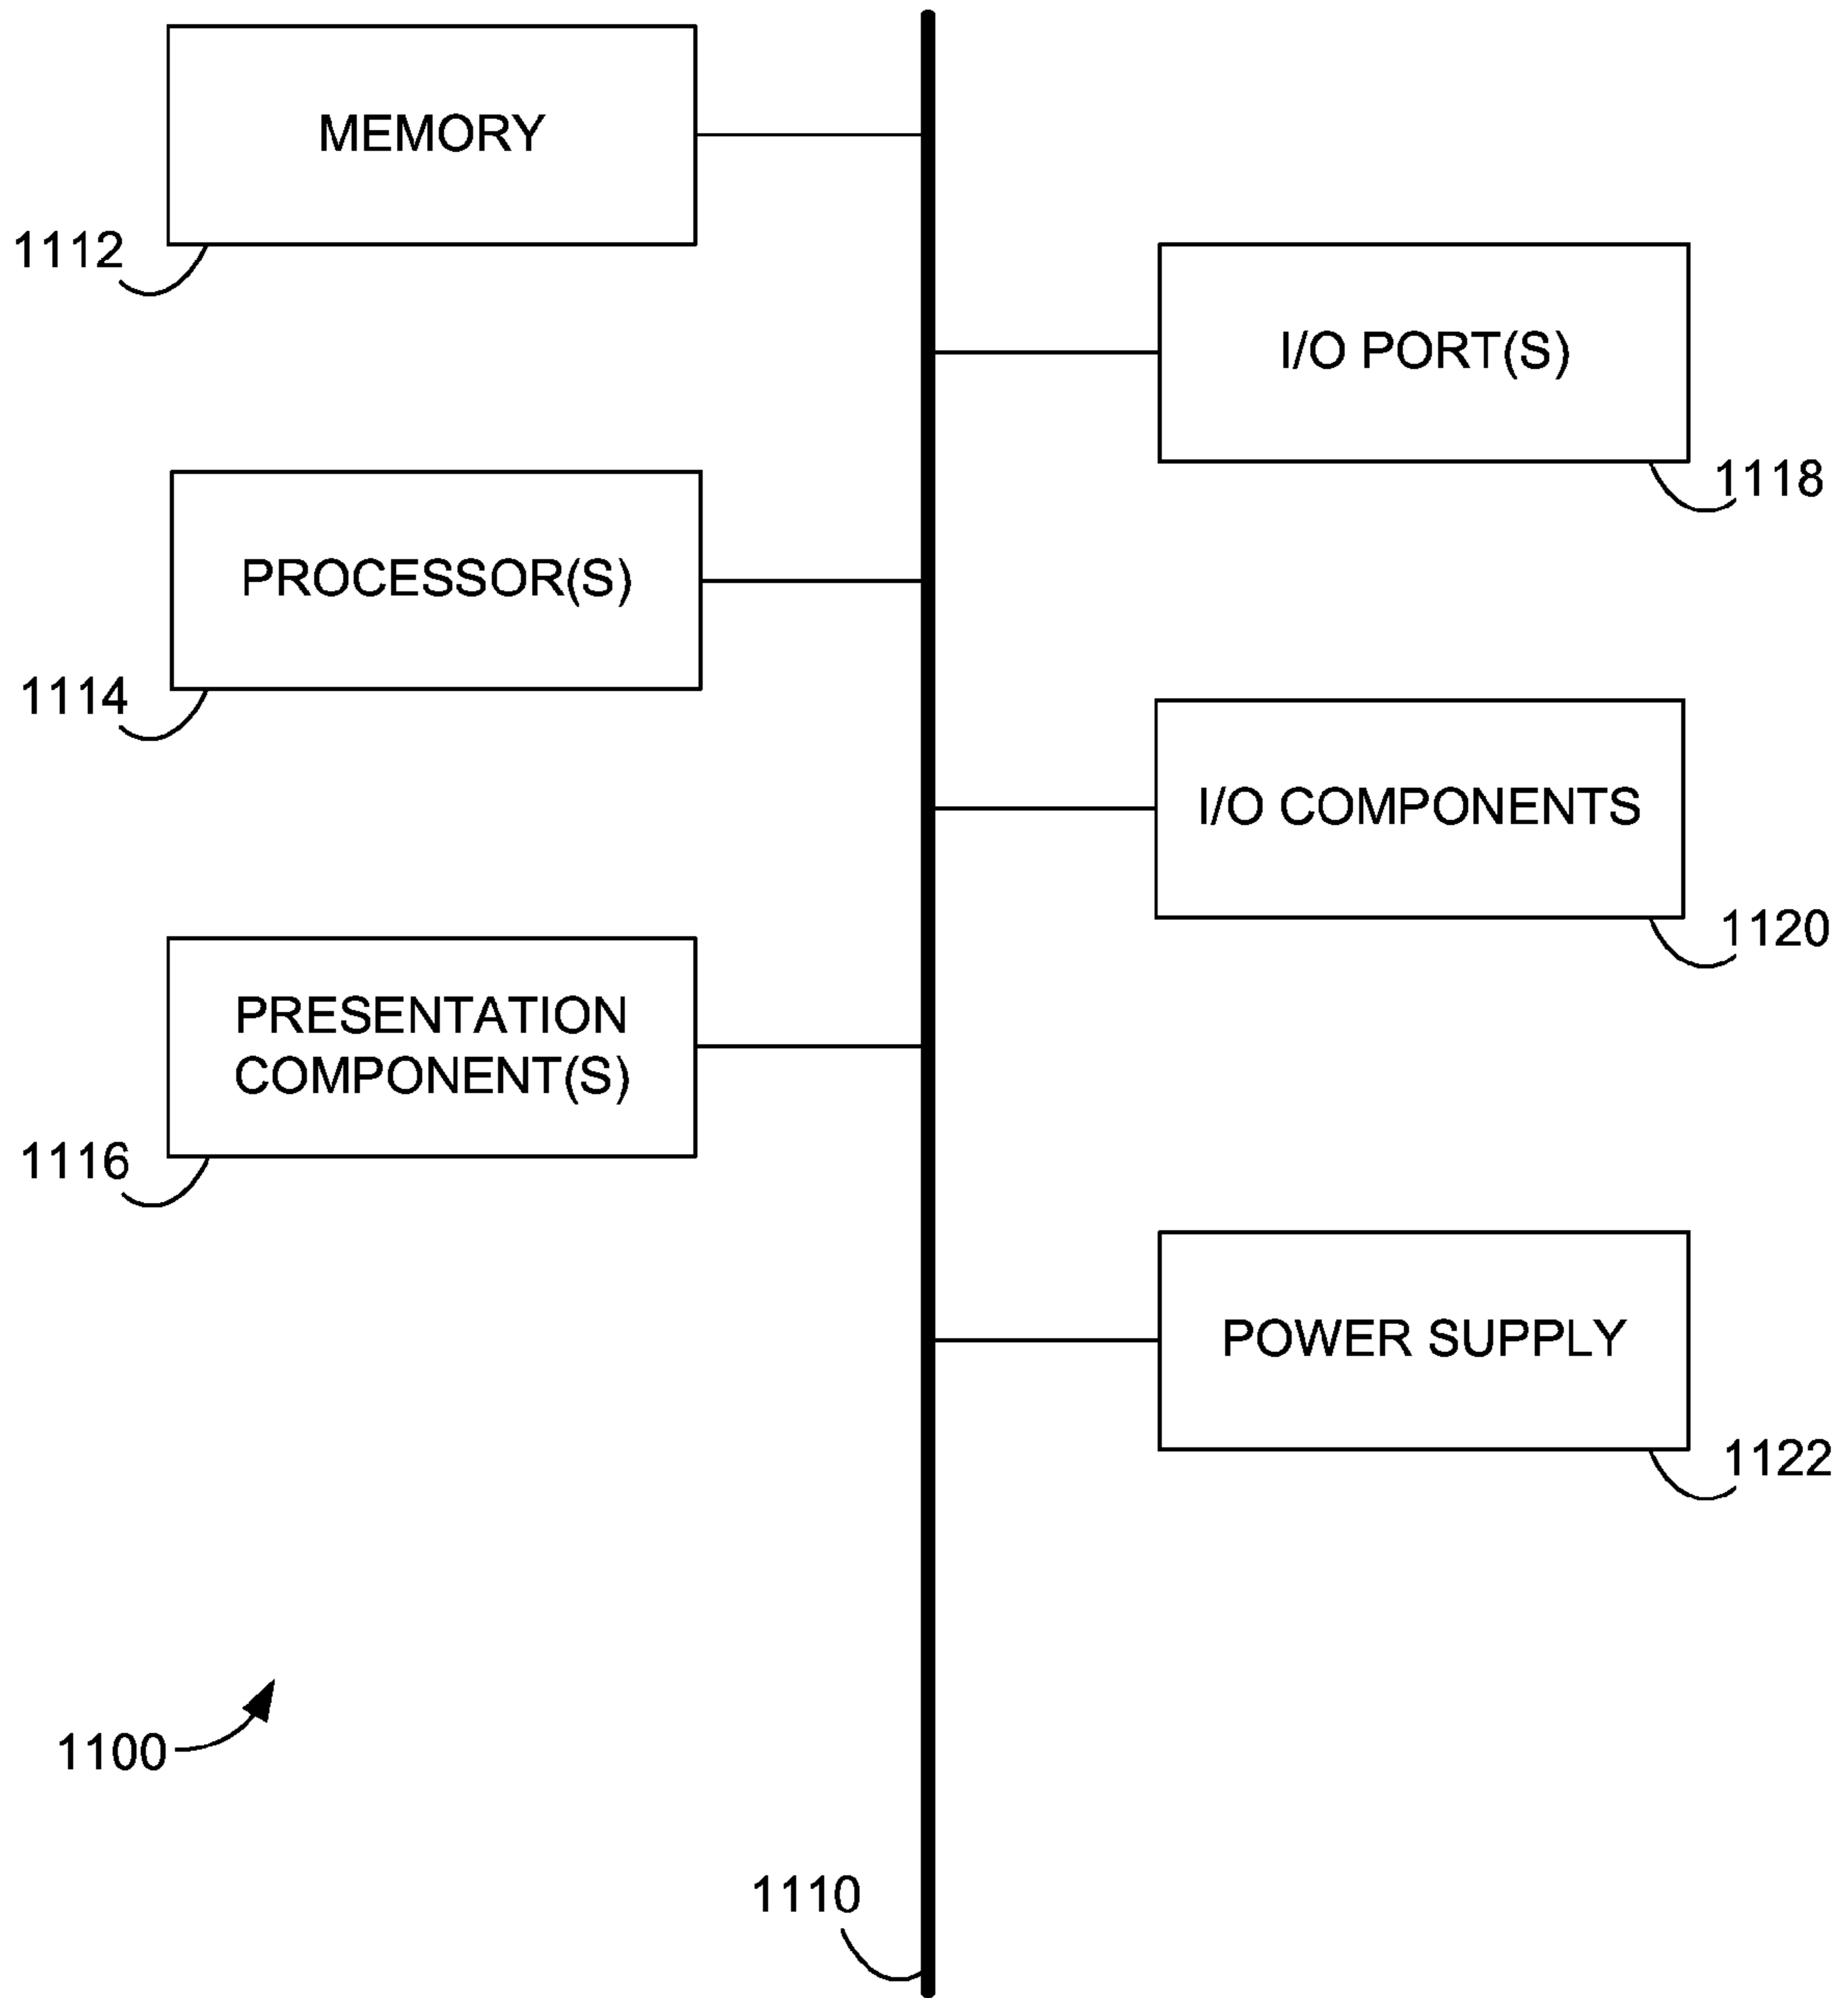 MEMORY
1112
I/O PORT(S)
1118
PROCESSOR(S)
1114
I/O COMPONENTS
1120
PRESENTATION
COMPONENT(S)
1116
POWER SUPPLY
1122
1100
1110